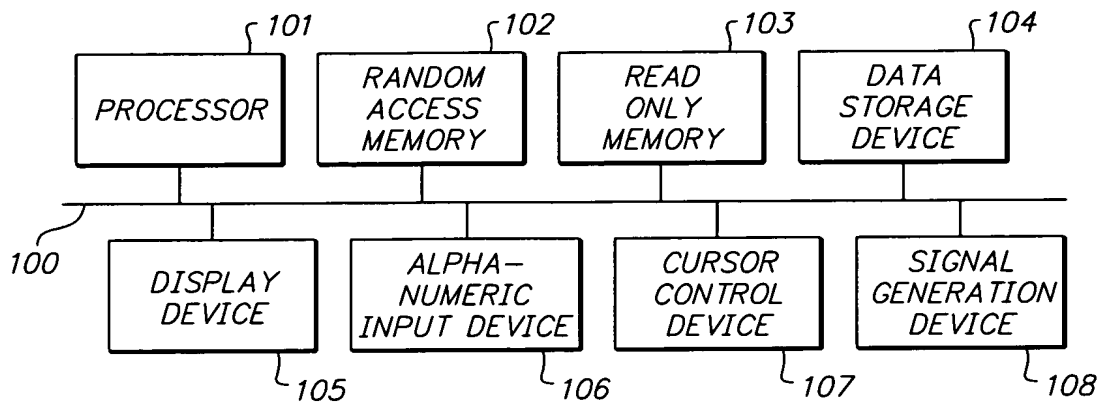 101
102
103
104
PROCESSOR
RANDOM
ACCESS
MEMORY
READ
ONLY
MEMORY
DATA
STORAGE
DEVICE
100
DISPLAY
DEVICE
ALPHA-
NUMERIC
INPUT DEVICE
CURSOR
CONTROL
DEVICE
SIGNAL
GENERATION
DEVICE
105
106
107
108